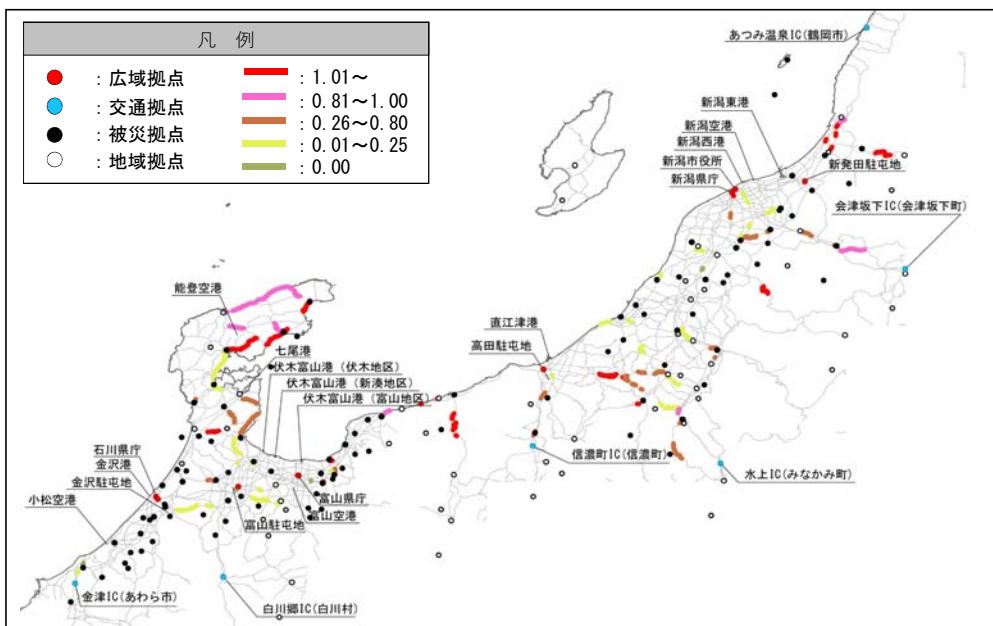 凡 例
：広域拠点
：交通拠点
：被災拠点
：地域拠点
：1.01～
：0.81～1.00
：0.26～0.80
：0.01～0.25
：0.00
あつみ温泉IC(鶴岡市)
新潟東港
新潟空港
新潟西港
新潟市役所
新潟県庁
新発田駐屯地
会津坂下IC(会津坂下町)
能登空港
直江津港
高田駐屯地
七尾港
伏木富山港（伏木地区）
伏木富山港（新湊地区）
伏木富山港（富山地区）
石川県庁
金沢港
金沢駐屯地
小松空港
富山県庁
富山空港
富山駐屯地
信濃町IC(信濃町)
水上IC(みなかみ町)
金津IC(あわら市)
白川郷IC(白川村)